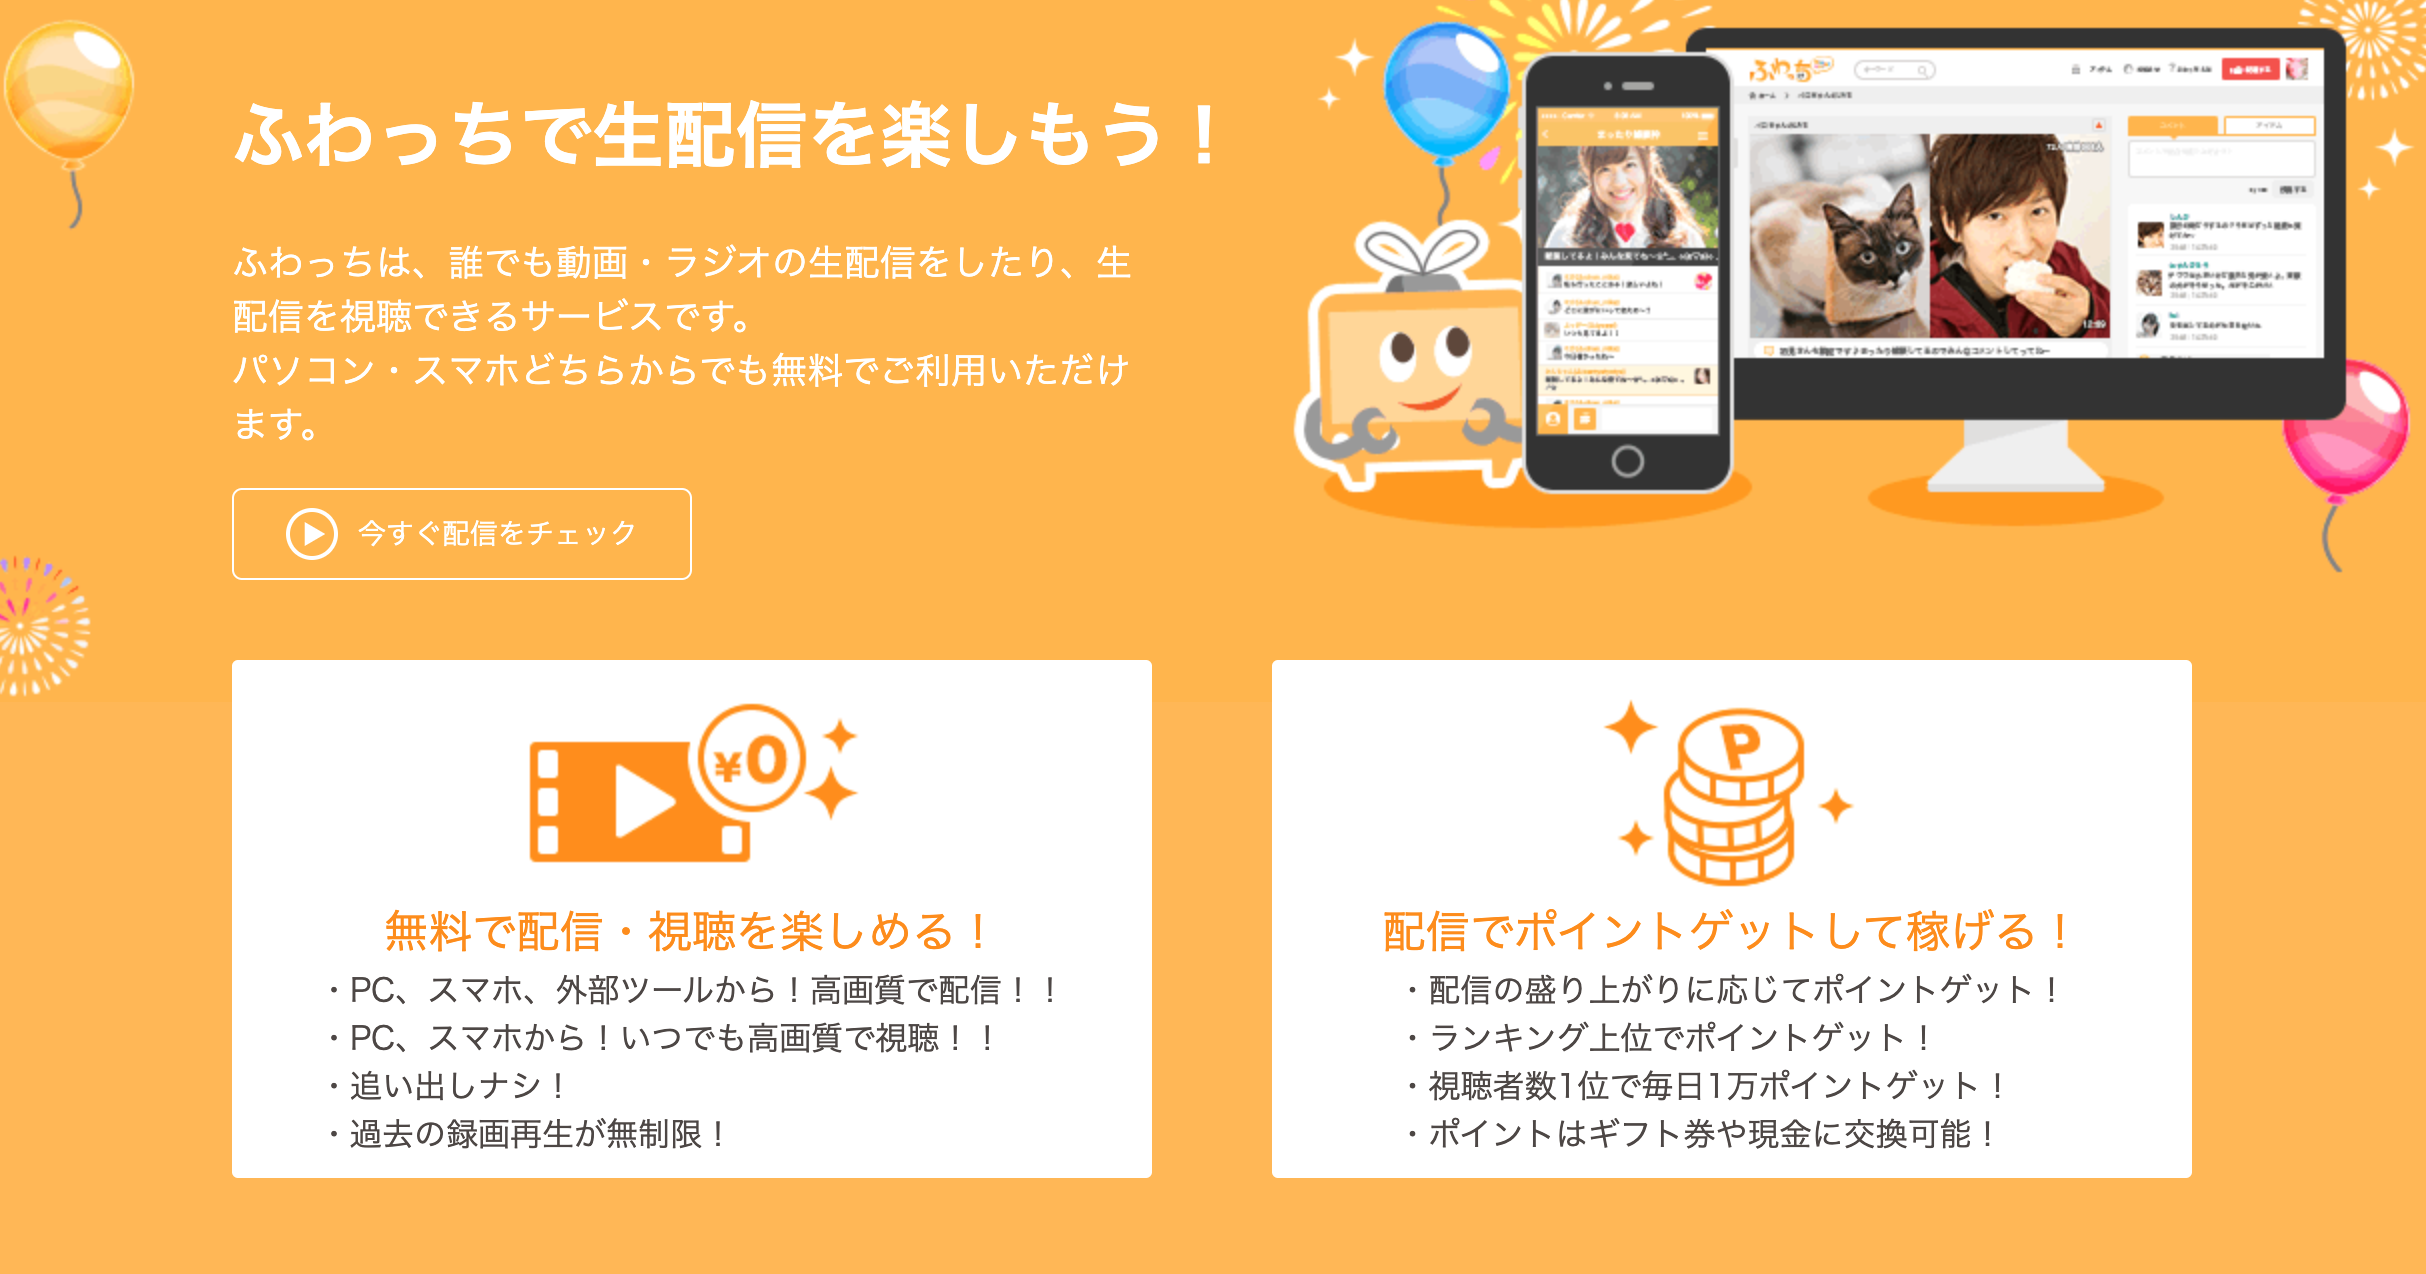 ふわっちで生配信を楽しもう！
ふわっちは、誰でも動画・ラジオの生配信をしたり、生
配信を視聴できるサービスです。
パソコン・スマホどちらからでも無料でご利用いただけ
ます。
今すぐ配信をチェック
ふわっち
¥0
無料で配信・視聴を楽しめる！
・PC、スマホ、外部ツールから！高画質で配信！！
・PC、スマホから！いつでも高画質で視聴！！
・追い出しナシ！
・過去の録画再生が無制限！
P
配信でポイントゲットして稼げる！
・配信の盛り上がりに応じてポイントゲット！
・ランキング上位でポイントゲット！
・視聴者数1位で毎日1万ポイントゲット！
・ポイントはギフト券や現金に交換可能！